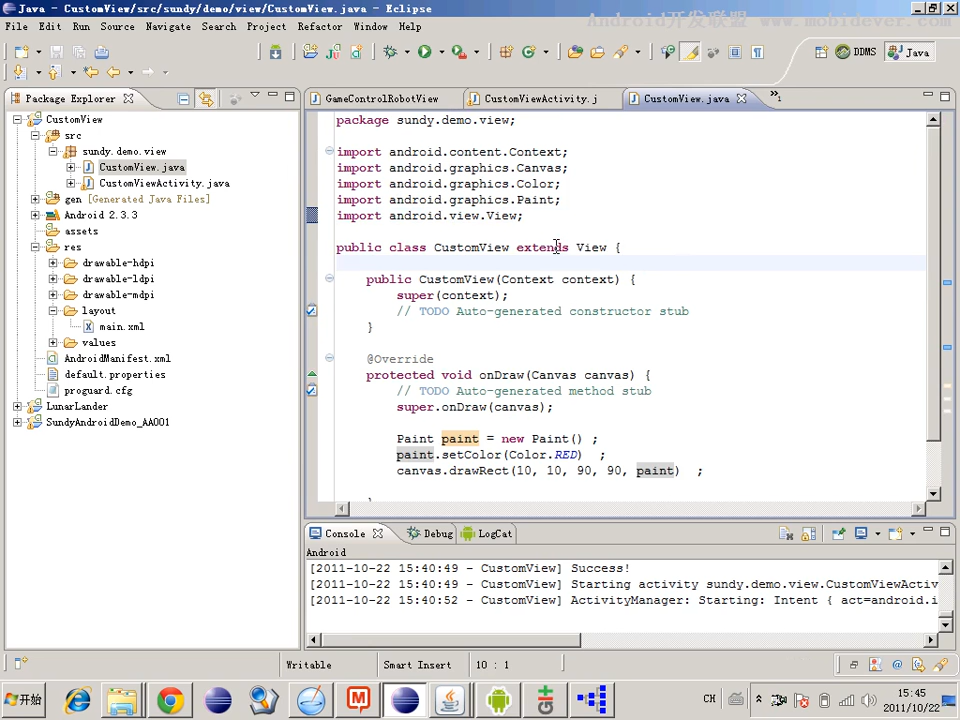 Java - CustomView/src/sundy/demo/view/CustomView.java - Eclipse
Android开发联盟 www.mobidever.com
File Edit Run Source Navigate Search Project Refactor Window Help
DDMS Java
Package Explorer
GameControlRobotView CustomViewActivity.j CustomView.java »1
CustomView
src
sundy.demo.view
CustomView.java
CustomViewActivity.java
gen [Generated Java Files]
Android 2.3.3
assets
res
drawable-hdpi
drawable-ldpi
drawable-mdpi
layout
main.xml
values
AndroidManifest.xml
default.properties
proguard.cfg
LunarLander
SundyAndroidDemo_AA001
package sundy.demo.view;
import android.content.Context;
import android.graphics.Canvas;
import android.graphics.Color;
import android.graphics.Paint;
import android.view.View;
public class CustomView extends View {
public CustomView(Context context) {
super(context);
// TODO Auto-generated constructor stub
}
@Override
protected void onDraw(Canvas canvas) {
// TODO Auto-generated method stub
super.onDraw(canvas);
Paint paint = new Paint() ;
paint.setColor(Color.RED) ;
canvas.drawRect(10, 10, 90, 90, paint) ;
Console Debug LogCat
Android
[2011-10-22 15:40:49 - CustomView] Success!
[2011-10-22 15:40:49 - CustomView] Starting activity sundy.demo.view.CustomViewActiv
[2011-10-22 15:40:52 - CustomView] ActivityManager: Starting: Intent { act=android.i
Writable Smart Insert 10 : 1
开始 CH 15:45
2011/10/22